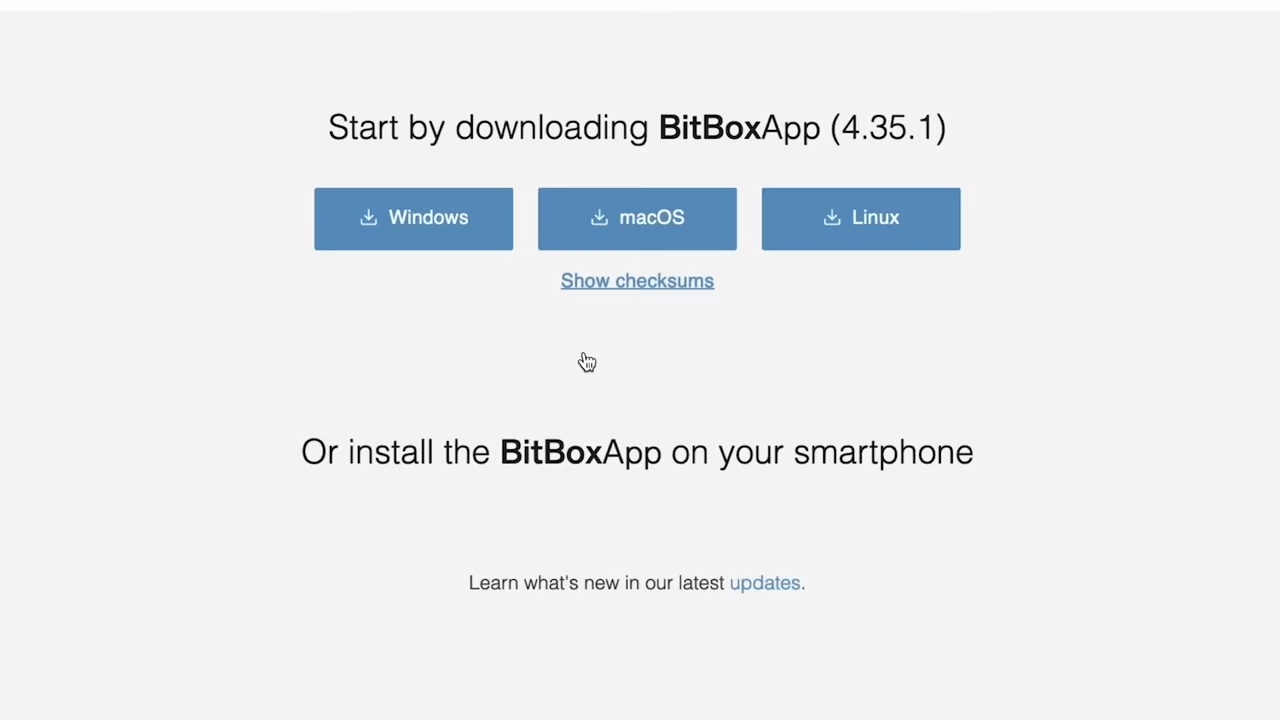 Start by downloading BitBoxApp (4.35.1)
Windows
macOS
Linux
Show checksums
Or install the BitBoxApp on your smartphone
Learn what's new in our latest updates.